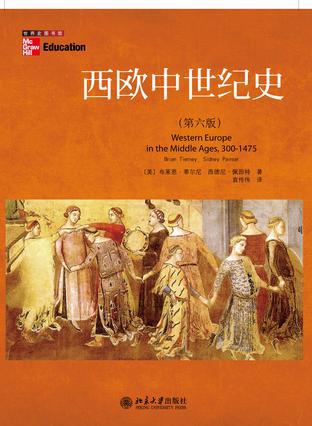 世界史图书馆
Mc
Graw
Hill
Education
西欧中世纪史
(第六版)
Western Europe
in the Middle Ages, 300-1475
Brian Tierney, Sidney Painter
[美] 布莱恩·蒂尔尼 西德尼·佩因特 著
袁传伟 译
北京大学出版社
PEKING UNIVERSITY PRESS